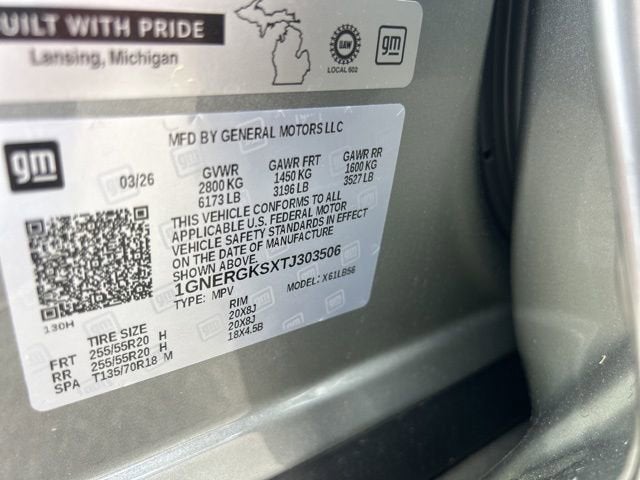 BUILT WITH PRIDE
Lansing, Michigan
UAW
LOCAL 602
gm
MFD BY GENERAL MOTORS LLC
gm
03/26
GVWR
2800 KG
6173 LB
GAWR FRT
1450 KG
3196 LB
GAWR RR
1600 KG
3527 LB
THIS VEHICLE CONFORMS TO ALL
APPLICABLE U.S. FEDERAL MOTOR
VEHICLE SAFETY STANDARDS IN EFFECT
ON THE DATE OF MANUFACTURE
SHOWN ABOVE.
1GNERGKSXTJ303506
TYPE: MPV
MODEL: X61LB56
130H
TIRE SIZE RIM
FRT 255/55R20 H 20X8J
RR 255/55R20 H 20X8J
SPA T135/70R18 M 18X4.5B